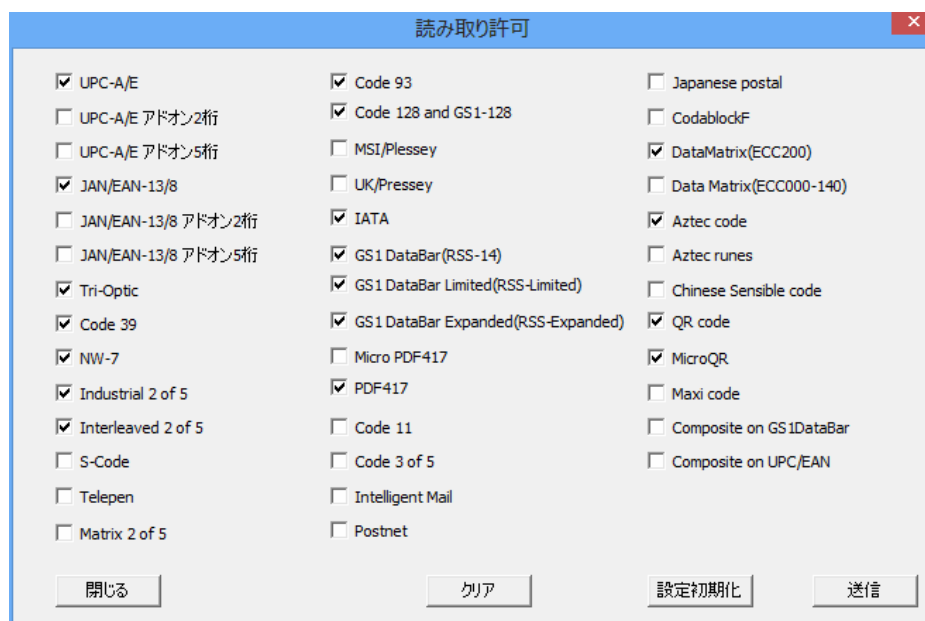 読み取り許可
UPC-A/E
UPC-A/E アドオン2桁
UPC-A/E アドオン5桁
JAN/EAN-13/8
JAN/EAN-13/8 アドオン2桁
JAN/EAN-13/8 アドオン5桁
Tri-Optic
Code 39
NW-7
Industrial 2 of 5
Interleaved 2 of 5
S-Code
Telepen
Matrix 2 of 5
Code 93
Code 128 and GS1-128
MSI/Plessey
UK/Pressey
IATA
GS1 DataBar(RSS-14)
GS1 DataBar Limited(RSS-Limited)
GS1 DataBar Expanded(RSS-Expanded)
Micro PDF417
PDF417
Code 11
Code 3 of 5
Intelligent Mail
Postnet
Japanese postal
CodablockF
DataMatrix(ECC200)
Data Matrix(ECC000-140)
Aztec code
Aztec runes
Chinese Sensible code
QR code
MicroQR
Maxi code
Composite on GS1DataBar
Composite on UPC/EAN
閉じる
クリア
設定初期化
送信